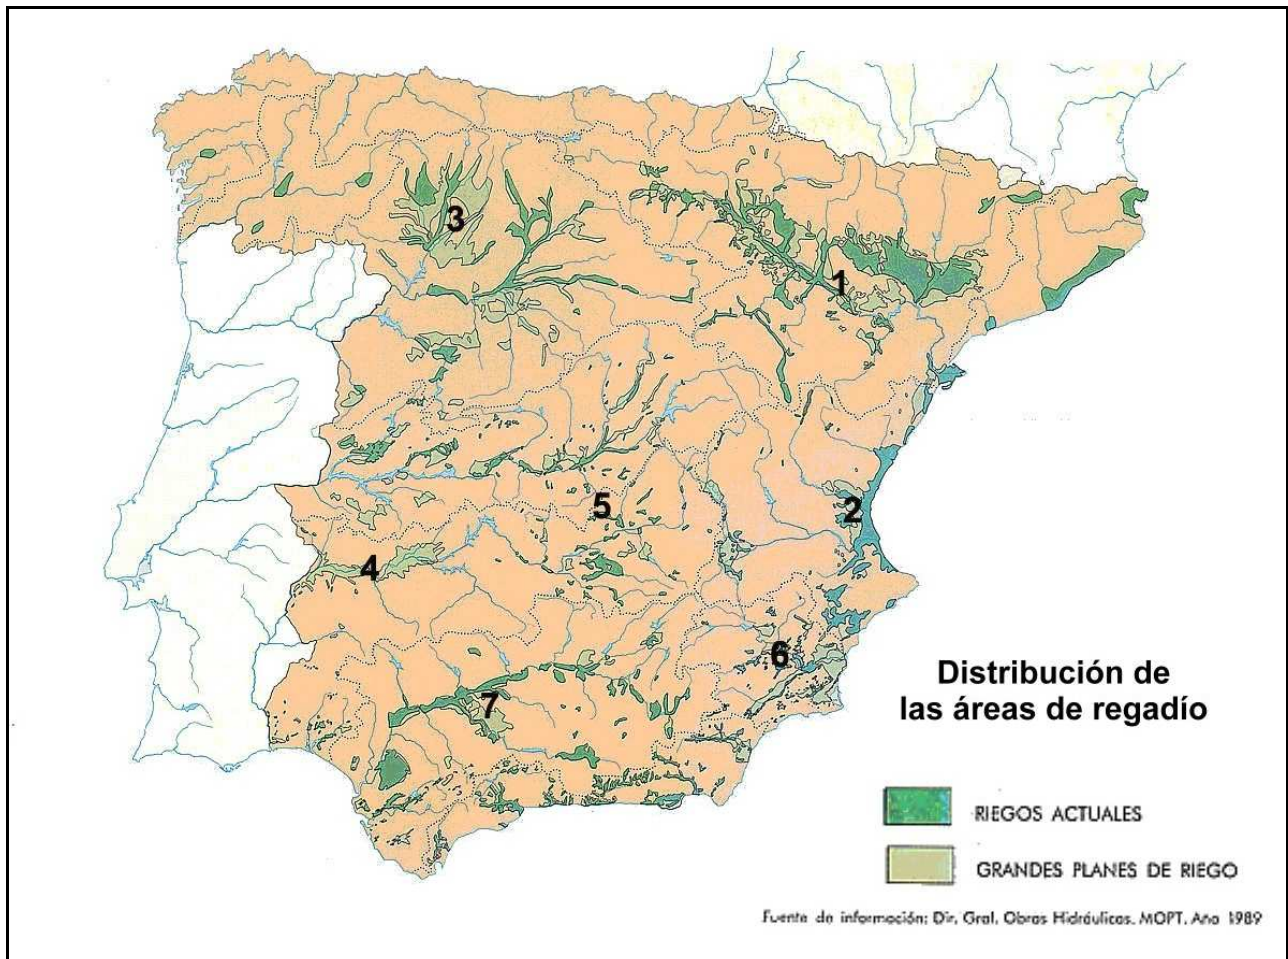 3
1
5
2
4
6
7
Distribución de
las áreas de regadío
RIEGOS ACTUALES
GRANDES PLANES DE RIEGO
Fuente de información: Dir. Gral. Obras Hidráulicas. MOPT. Año 1989